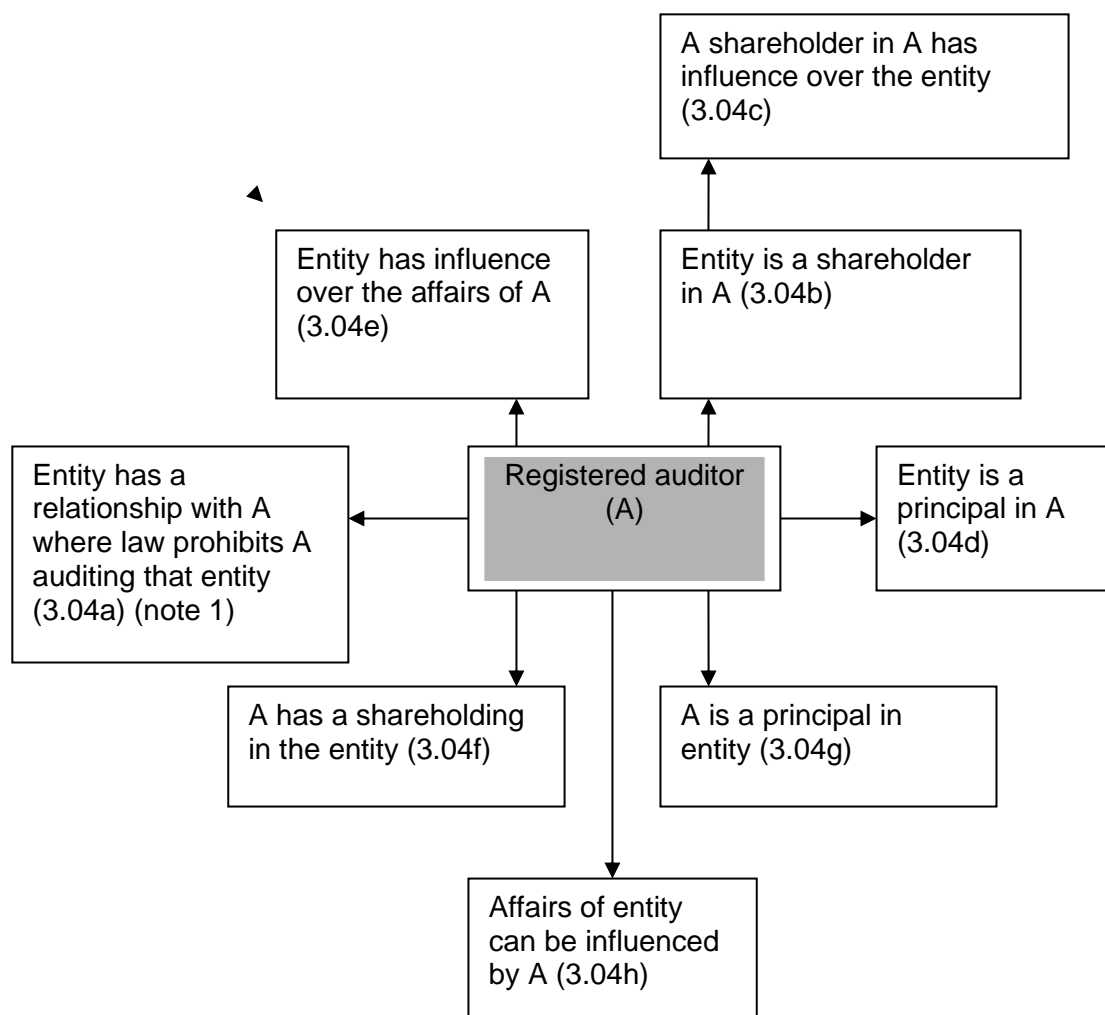 A shareholder in A has
influence over the entity
(3.04c)
Entity has influence
over the affairs of A
(3.04e)
Entity is a shareholder
in A (3.04b)
Entity has a
relationship with A
where law prohibits A
auditing that entity
(3.04a) (note 1)
Registered auditor
(A)
Entity is a
principal in A
(3.04d)
A has a shareholding
in the entity (3.04f)
A is a principal in
entity (3.04g)
Affairs of entity
can be influenced
by A (3.04h)